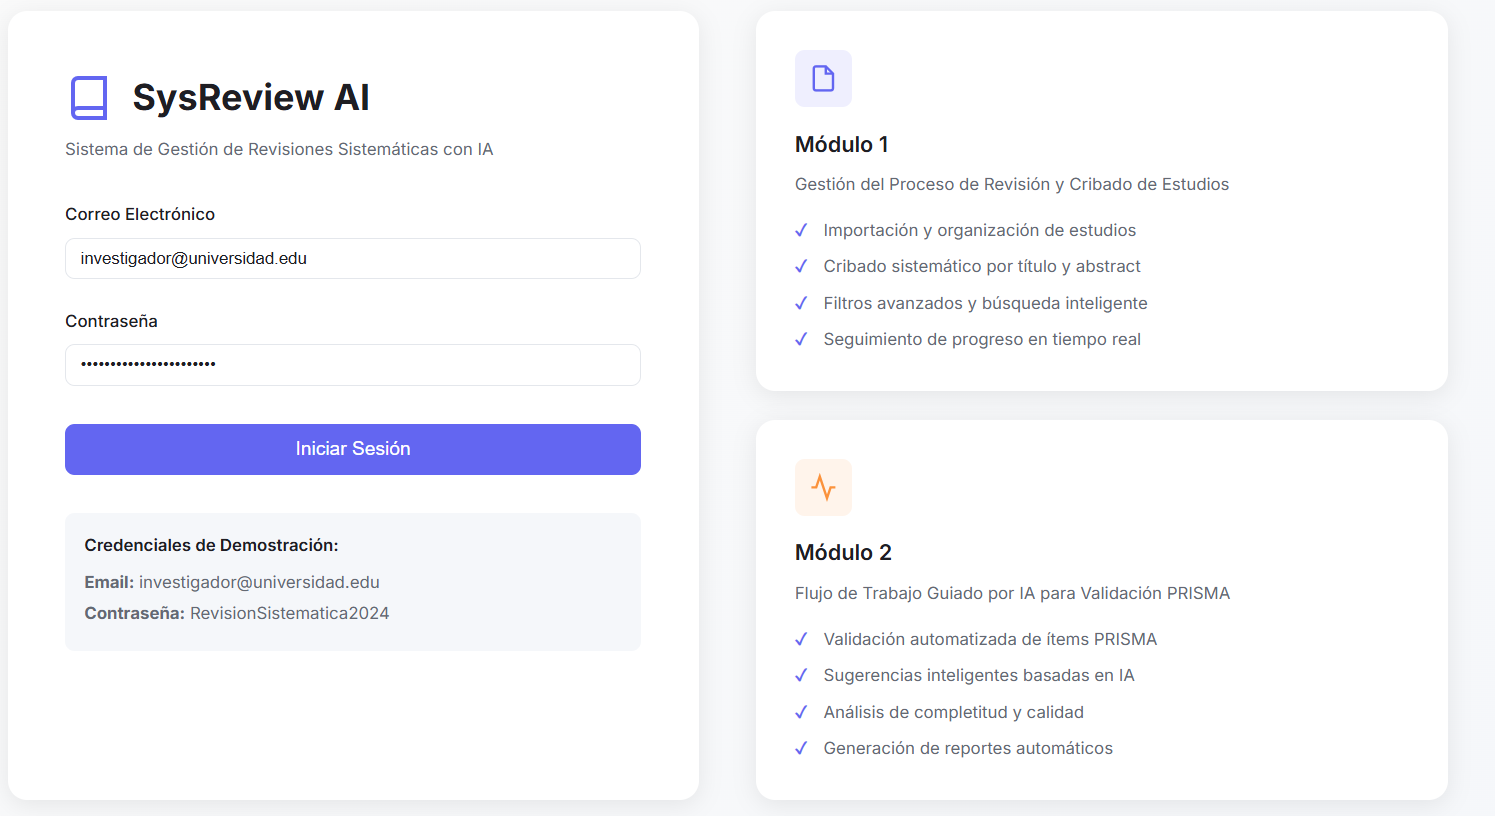 SysReview AI
Sistema de Gestión de Revisiones Sistemáticas con IA
Correo Electrónico
investigador@universidad.edu
Contraseña
•••••••••••••••••••••••
Iniciar Sesión
Credenciales de Demostración:
Email: investigador@universidad.edu
Contraseña: RevisionSistematica2024
Módulo 1
Gestión del Proceso de Revisión y Cribado de Estudios
✓ Importación y organización de estudios
✓ Cribado sistemático por título y abstract
✓ Filtros avanzados y búsqueda inteligente
✓ Seguimiento de progreso en tiempo real
Módulo 2
Flujo de Trabajo Guiado por IA para Validación PRISMA
✓ Validación automatizada de ítems PRISMA
✓ Sugerencias inteligentes basadas en IA
✓ Análisis de completitud y calidad
✓ Generación de reportes automáticos